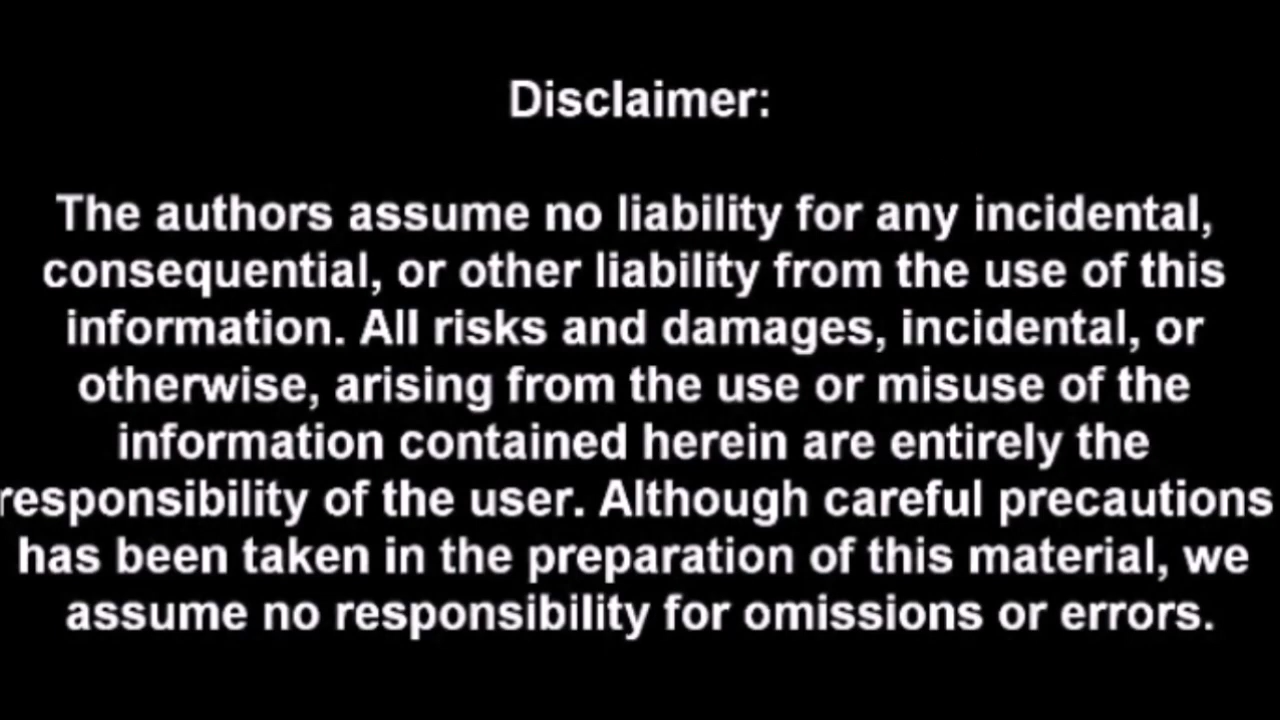 Disclaimer:
The authors assume no liability for any incidental,
consequential, or other liability from the use of this
information. All risks and damages, incidental, or
otherwise, arising from the use or misuse of the
information contained herein are entirely the
responsibility of the user. Although careful precautions
has been taken in the preparation of this material, we
assume no responsibility for omissions or errors.